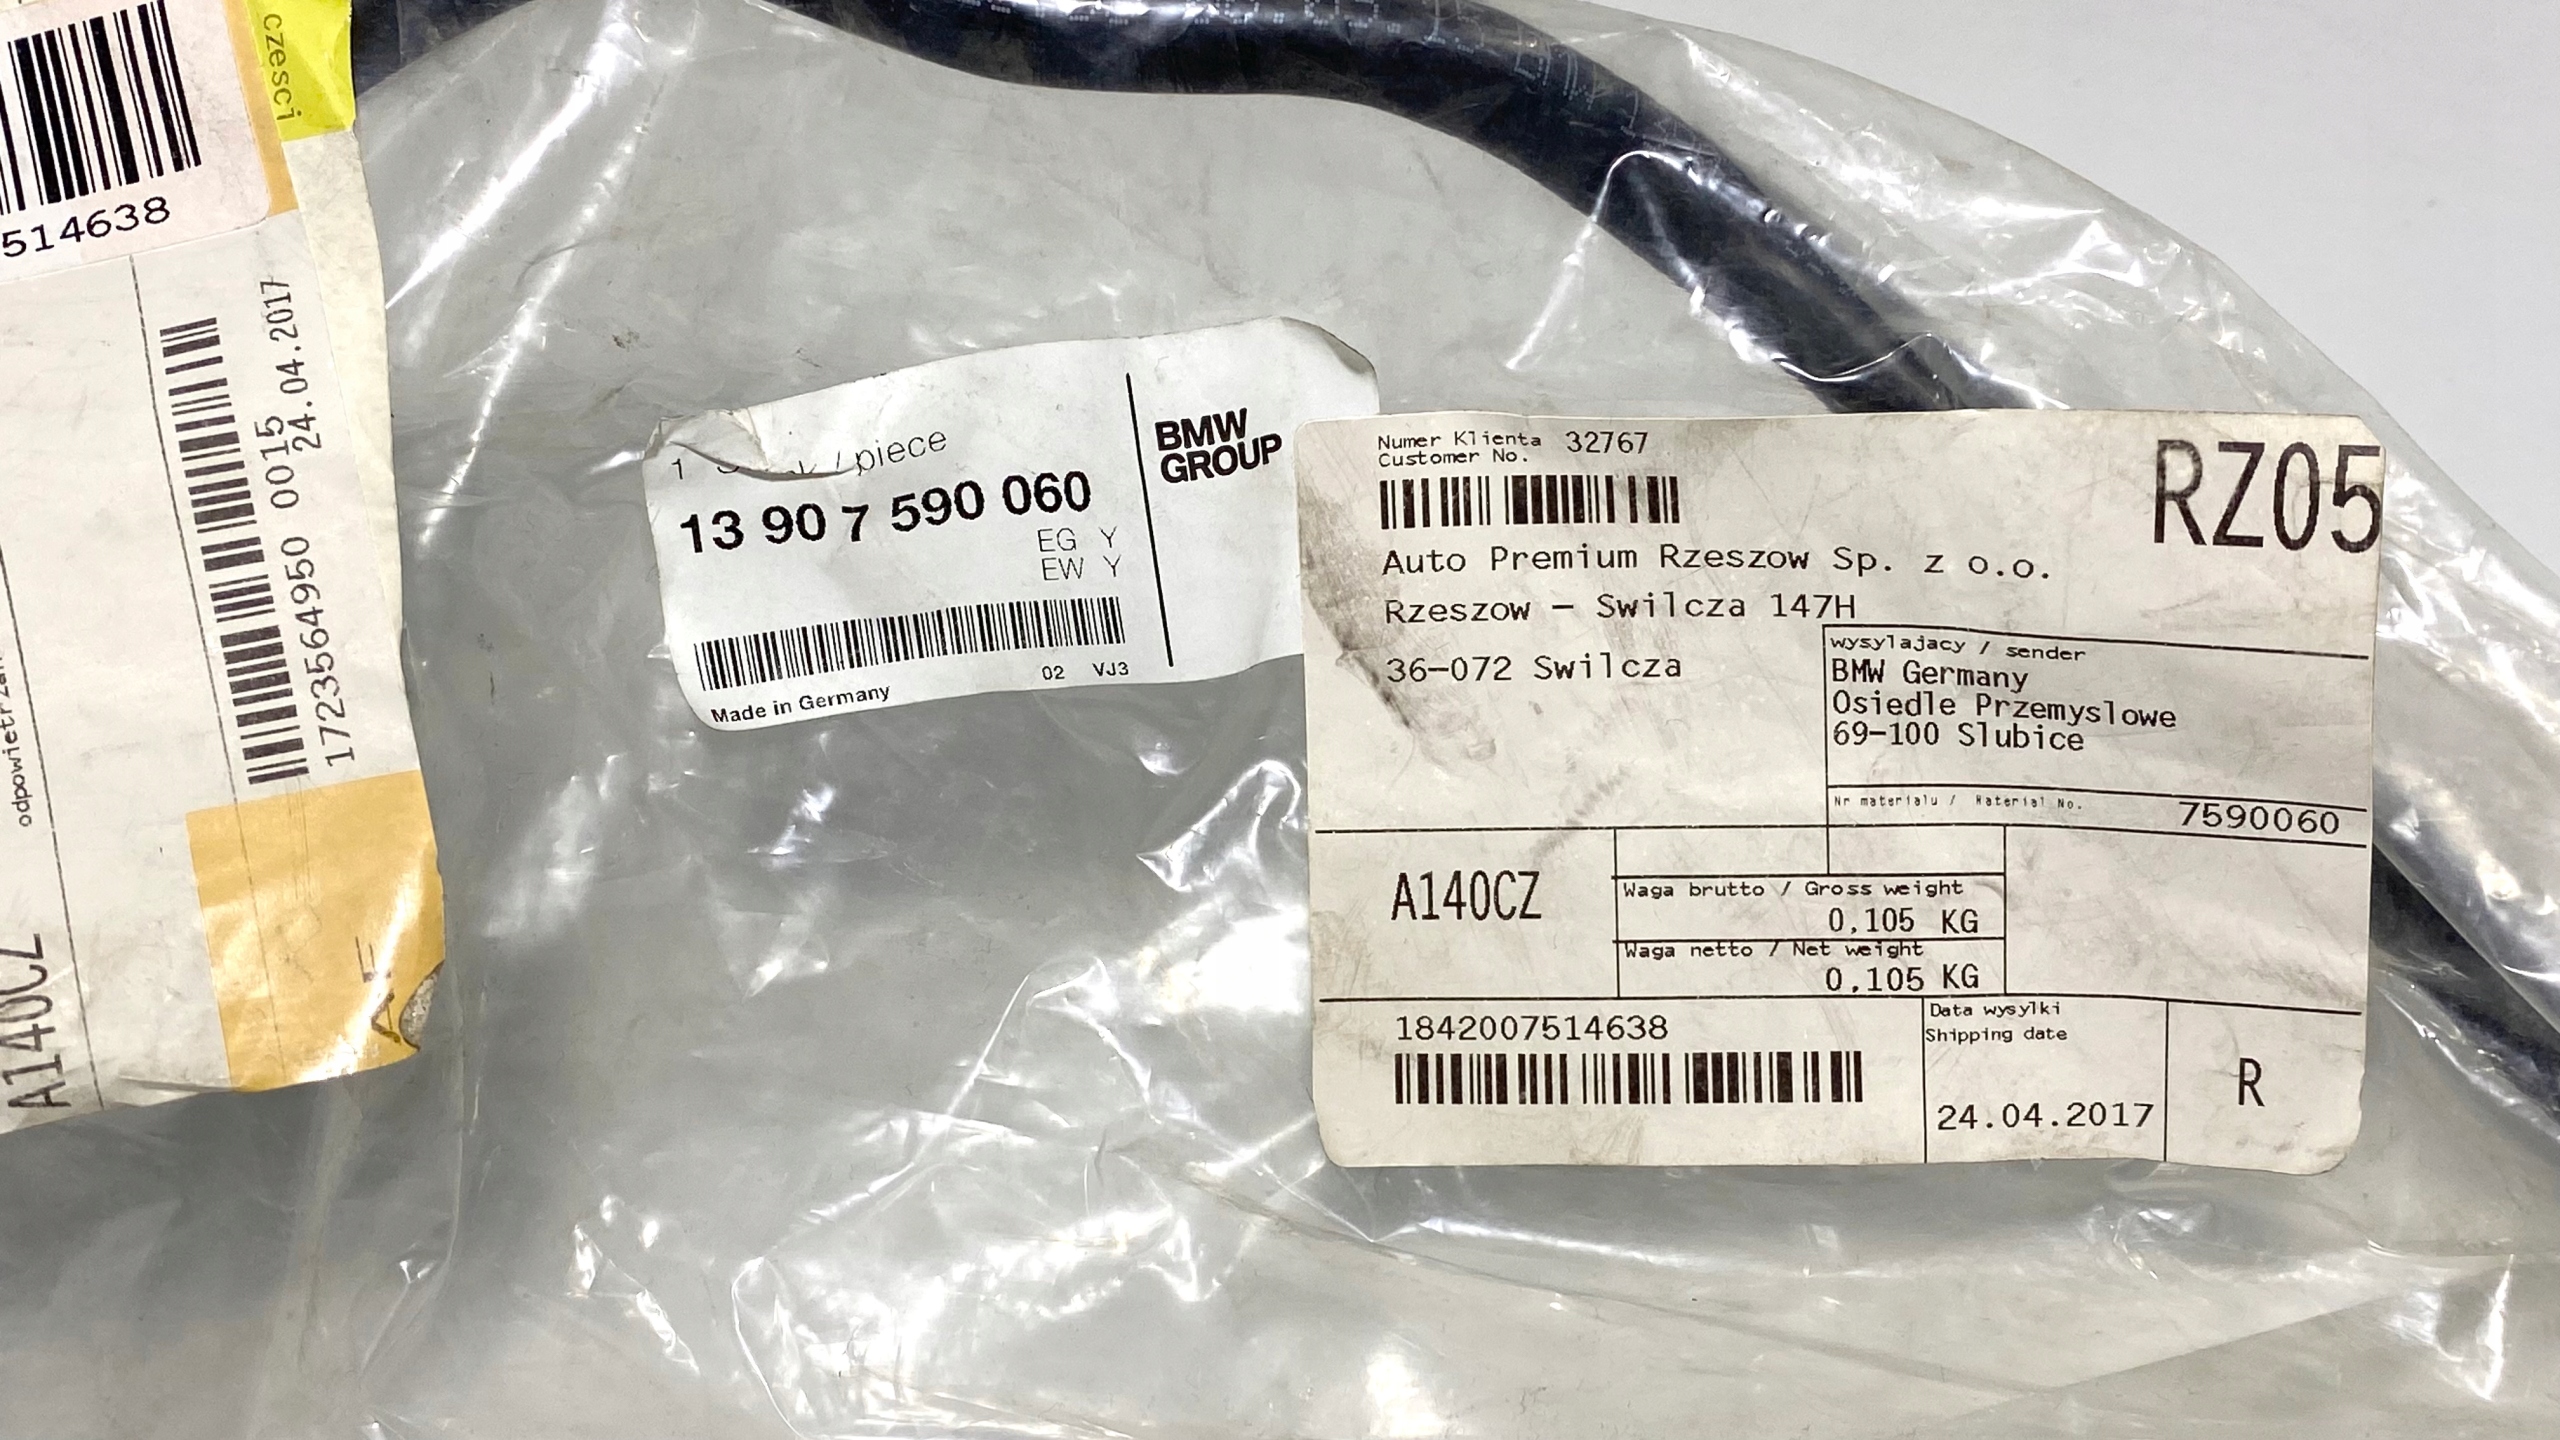 czesci
514638
24.04.2017
1723564950 0015
A140CZ
1 / piece
13 90 7 590 060
EG Y
EW Y
02 VJ3
Made in Germany
BMW
GROUP
Numer Klienta 32767
Customer No.
RZ05
Auto Premium Rzeszow Sp. z o.o.
Rzeszow - Swilcza 147H
36-072 Swilcza
wysylajacy / sender
BMW Germany
Osiedle Przemyslowe
69-100 Slubice
Nr materialu / Material No.
7590060
A140CZ
Waga brutto / Gross weight
0,105 KG
Waga netto / Net weight
0,105 KG
1842007514638
Data wysylki
Shipping date
24.04.2017
R